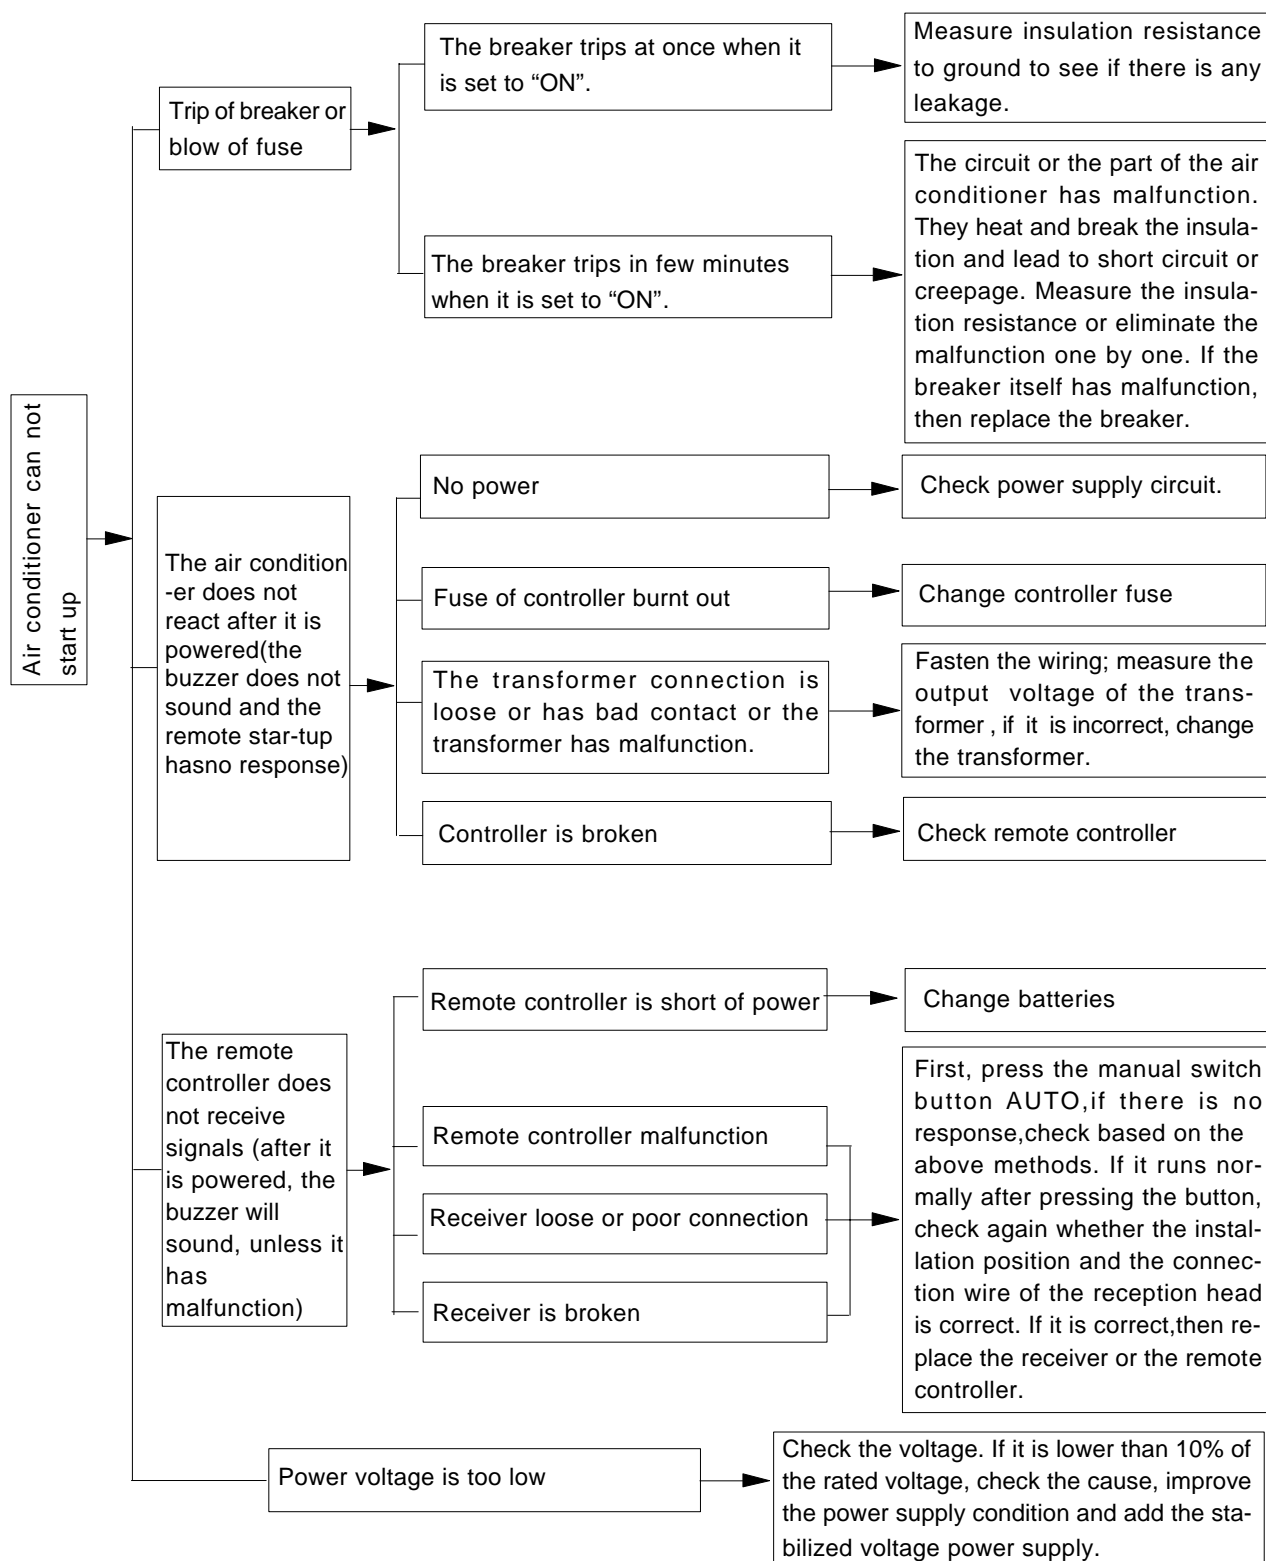 Air conditioner can not
start up
Trip of breaker or
blow of fuse
The breaker trips at once when it
is set to “ON”.
Measure insulation resistance
to ground to see if there is any
leakage.
The breaker trips in few minutes
when it is set to “ON”.
The circuit or the part of the air
conditioner has malfunction.
They heat and break the insula-
tion and lead to short circuit or
creepage. Measure the insula-
tion resistance or eliminate the
malfunction one by one. If the
breaker itself has malfunction,
then replace the breaker.
The air condition
-er does not
react after it is
powered(the
buzzer does not
sound and the
remote star-tup
hasno response)
No power
Check power supply circuit.
Fuse of controller burnt out
Change controller fuse
The transformer connection is
loose or has bad contact or the
transformer has malfunction.
Fasten the wiring; measure the
output voltage of the trans-
former , if it is incorrect, change
the transformer.
Controller is broken
Check remote controller
The remote
controller does
not receive
signals (after it
is powered, the
buzzer will
sound, unless it
has
malfunction)
Remote controller is short of power
Change batteries
Remote controller malfunction
Receiver loose or poor connection
Receiver is broken
First, press the manual switch
button AUTO,if there is no
response,check based on the
above methods. If it runs nor-
mally after pressing the button,
check again whether the instal-
lation position and the connec-
tion wire of the reception head
is correct. If it is correct,then re-
place the receiver or the remote
controller.
Power voltage is too low
Check the voltage. If it is lower than 10% of
the rated voltage, check the cause, improve
the power supply condition and add the sta-
bilized voltage power supply.